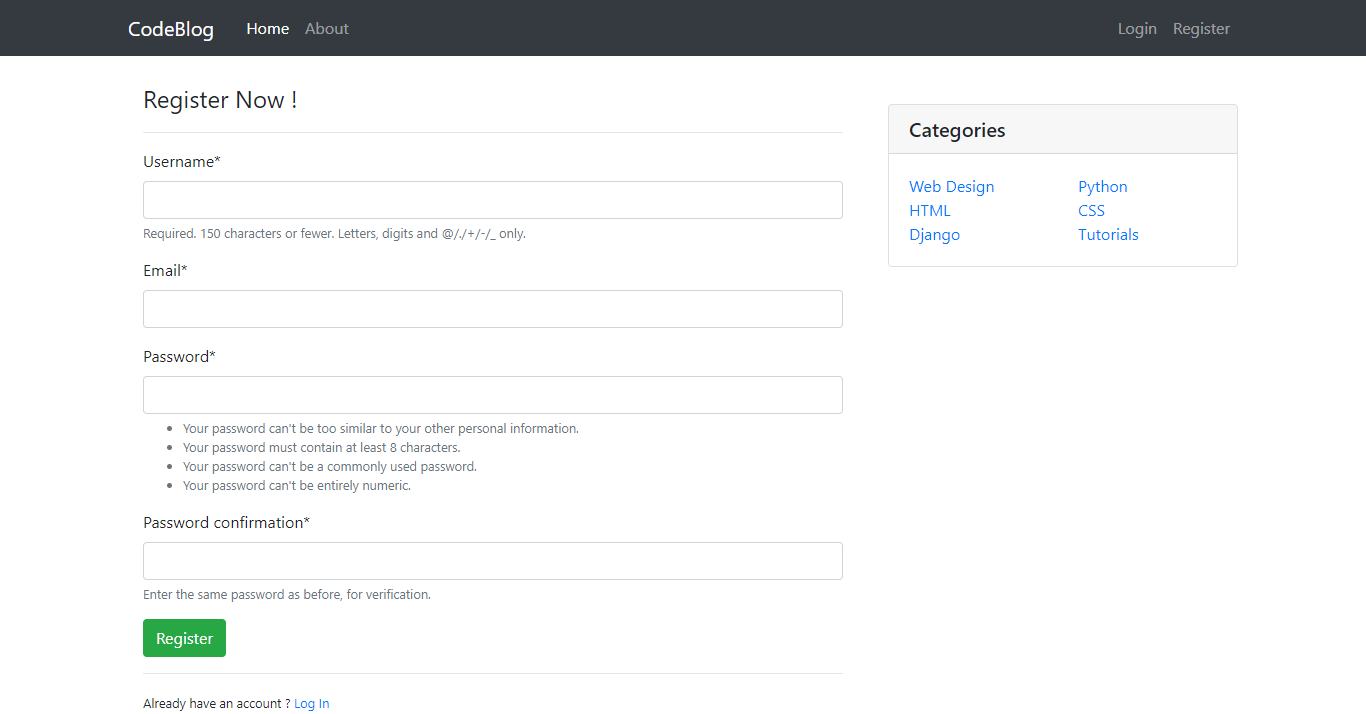 CodeBlog Home About Login Register
Register Now !
Username*
Required. 150 characters or fewer. Letters, digits and @/./+/-/_ only.
Email*
Password*
Your password can't be too similar to your other personal information.
Your password must contain at least 8 characters.
Your password can't be a commonly used password.
Your password can't be entirely numeric.
Password confirmation*
Enter the same password as before, for verification.
Register
Already have an account ? Log In
Categories
Web Design Python
HTML CSS
Django Tutorials